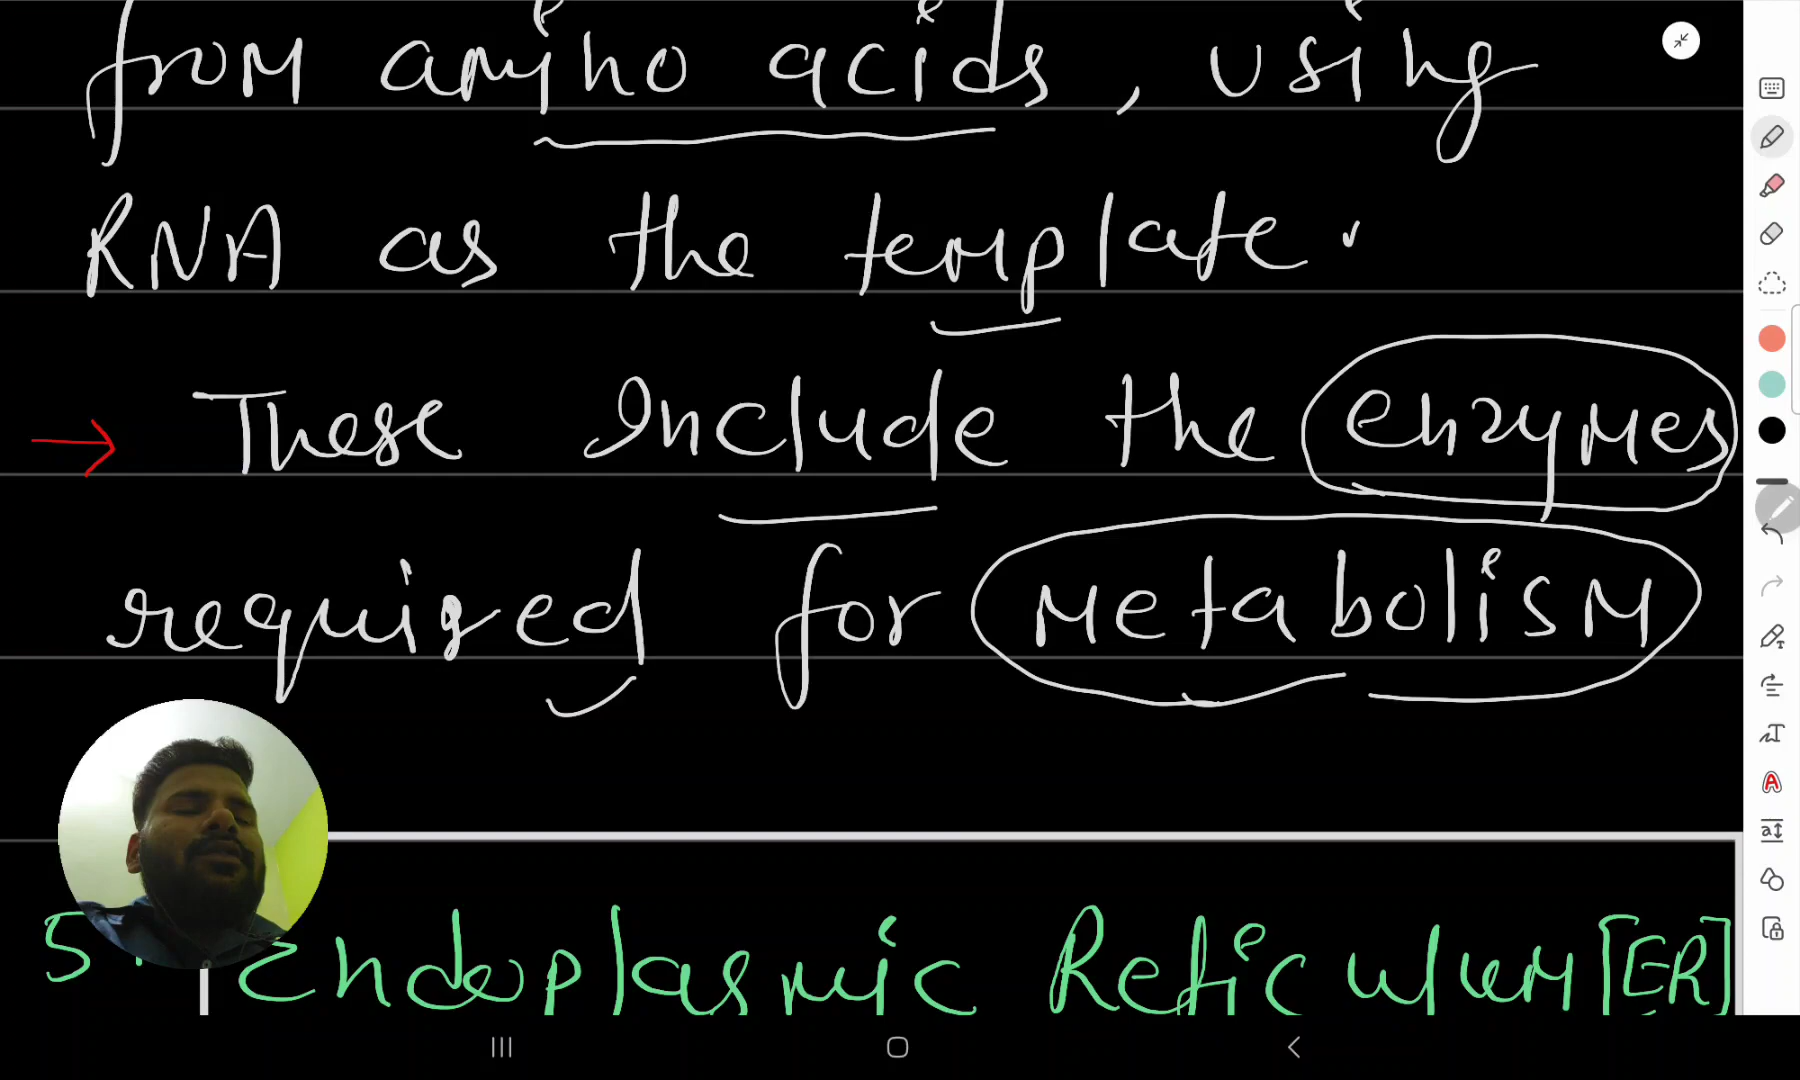 from amino acids, using
RNA as the template.
→ These Include the enzymes
required for Metabolism
5. Endoplasmic Reticulum [ER]